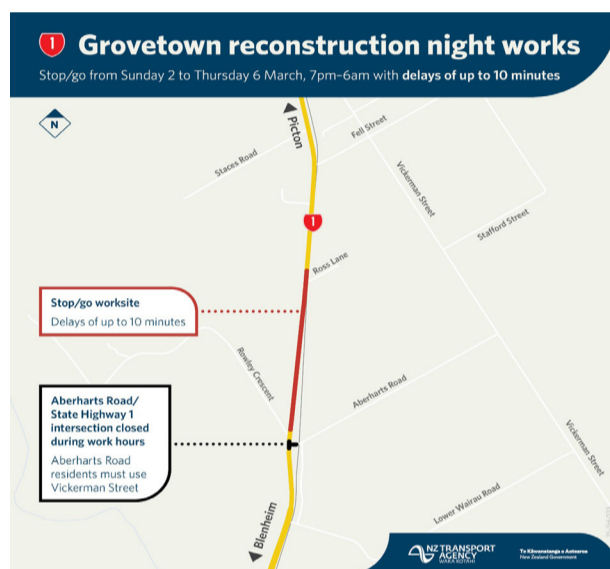 1 Grovetown reconstruction night works
Stop/go from Sunday 2 to Thursday 6 March, 7pm–6am with delays of up to 10 minutes
N
Picton
Fell Street
Staces Road
Vickerman Street
Stafford Street
1
Ross Lane
Stop/go worksite
Delays of up to 10 minutes
Rowley Crescent
Aberharts Road
Aberharts Road/
State Highway 1
intersection closed
during work hours
Aberharts Road
residents must use
Vickerman Street
Vickerman Street
Lower Wairau Road
Blenheim
NZ TRANSPORT
AGENCY
WAKA KOTAHI
Te Kāwanatanga o Aotearoa
New Zealand Government